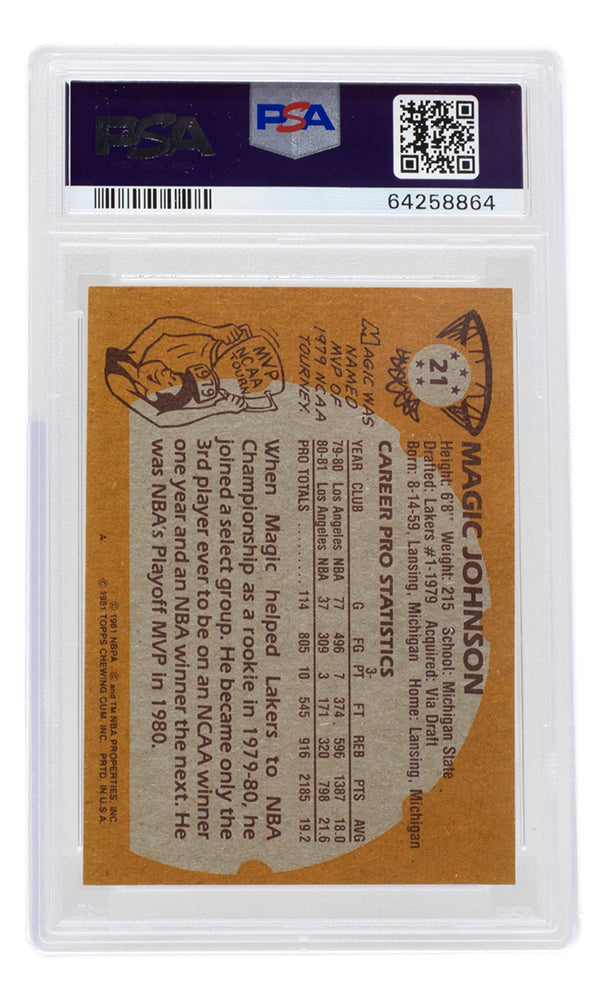 PSA
PSA
64258864
21
MAGIC JOHNSON
Height: 6'8" Weight: 215 School: Michigan State
Drafted: Lakers #1-1979 Acquired: Via Draft
Born: 8-14-59, Lansing, Michigan Home: Lansing, Michigan
CAREER PRO STATISTICS
3-
YEAR CLUB G FG PT FT REB PTS AVG
79-80 Los Angeles NBA 77 496 7 374 596 1387 18.0
80-81 Los Angeles NBA 37 309 3 171 320 798 21.6
PRO TOTALS .......... 114 805 10 545 916 2185 19.2
MAGIC WAS
NAMED
MVP OF
1979 NCAA
TOURNEY.
MVP
NCAA
TOURN.
1979
When Magic helped Lakers to NBA
Championship as a rookie in 1979-80, he
joined a select group. He became only the
3rd player ever to be on an NCAA winner
one year and an NBA winner the next. He
was NBA's Playoff MVP in 1980.
A
© 1981 NBPA © and TM NBA PROPERTIES, INC.
© 1981 TOPPS CHEWING GUM, INC. PRTD. IN U.S.A.